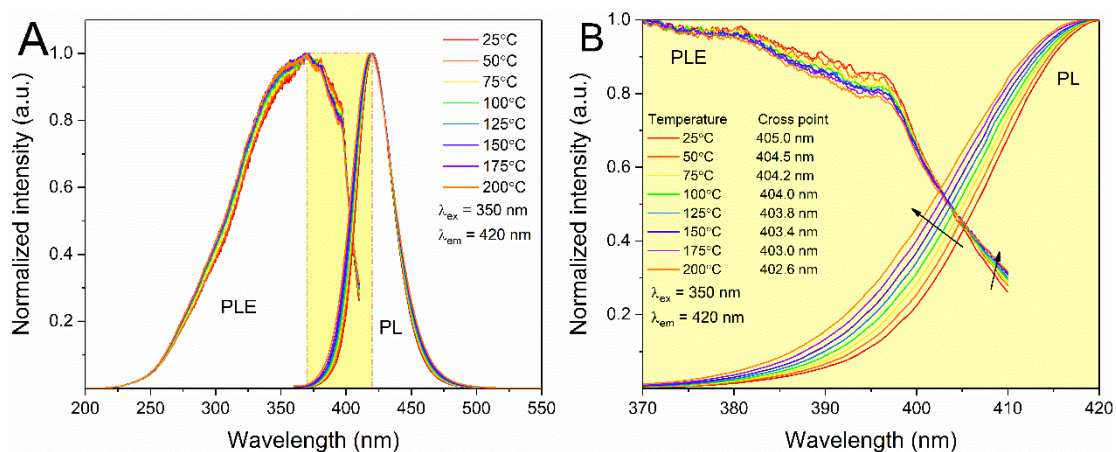 A
Normalized intensity (a.u.)
1.0
0.8
0.6
0.4
0.2
PLE
PL
25°C
50°C
75°C
100°C
125°C
150°C
175°C
200°C
λex = 350 nm
λem = 420 nm
200 250 300 350 400 450 500 550
Wavelength (nm)
B
Normalized intensity (a.u.)
1.0
0.8
0.6
0.4
0.2
PLE
PL
Temperature Cross point
25°C 405.0 nm
50°C 404.5 nm
75°C 404.2 nm
100°C 404.0 nm
125°C 403.8 nm
150°C 403.4 nm
175°C 403.0 nm
200°C 402.6 nm
λex = 350 nm
λem = 420 nm
370 380 390 400 410 420
Wavelength (nm)